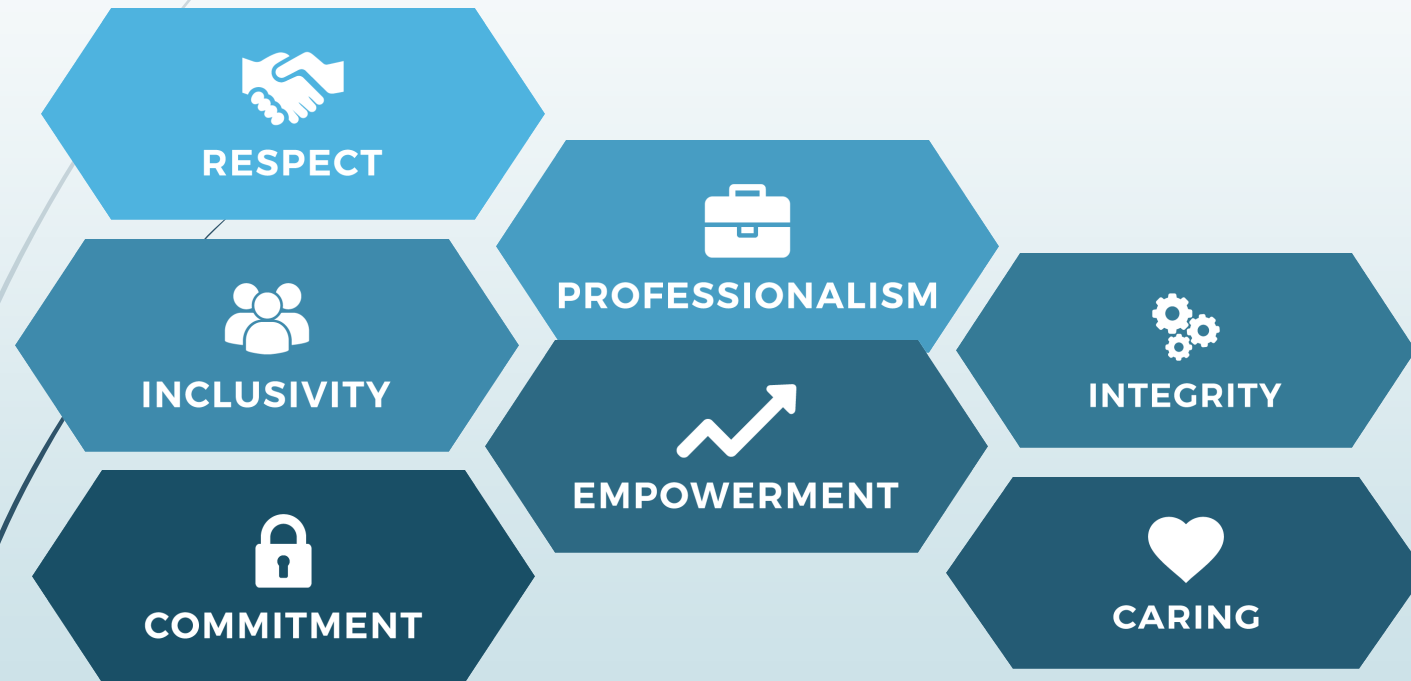 RESPECT
PROFESSIONALISM
INCLUSIVITY
INTEGRITY
EMPOWERMENT
COMMITMENT
CARING